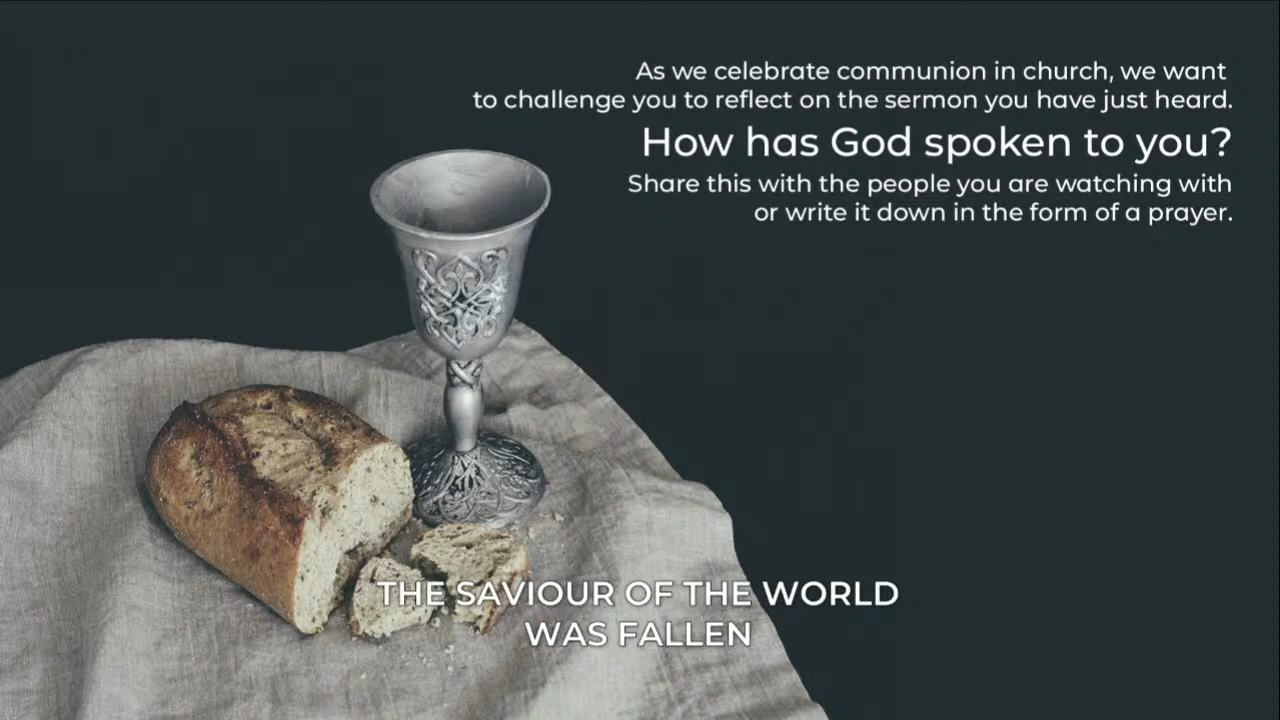 As we celebrate communion in church, we want
to challenge you to reflect on the sermon you have just heard.
How has God spoken to you?
Share this with the people you are watching with
or write it down in the form of a prayer.
THE SAVIOUR OF THE WORLD
WAS FALLEN